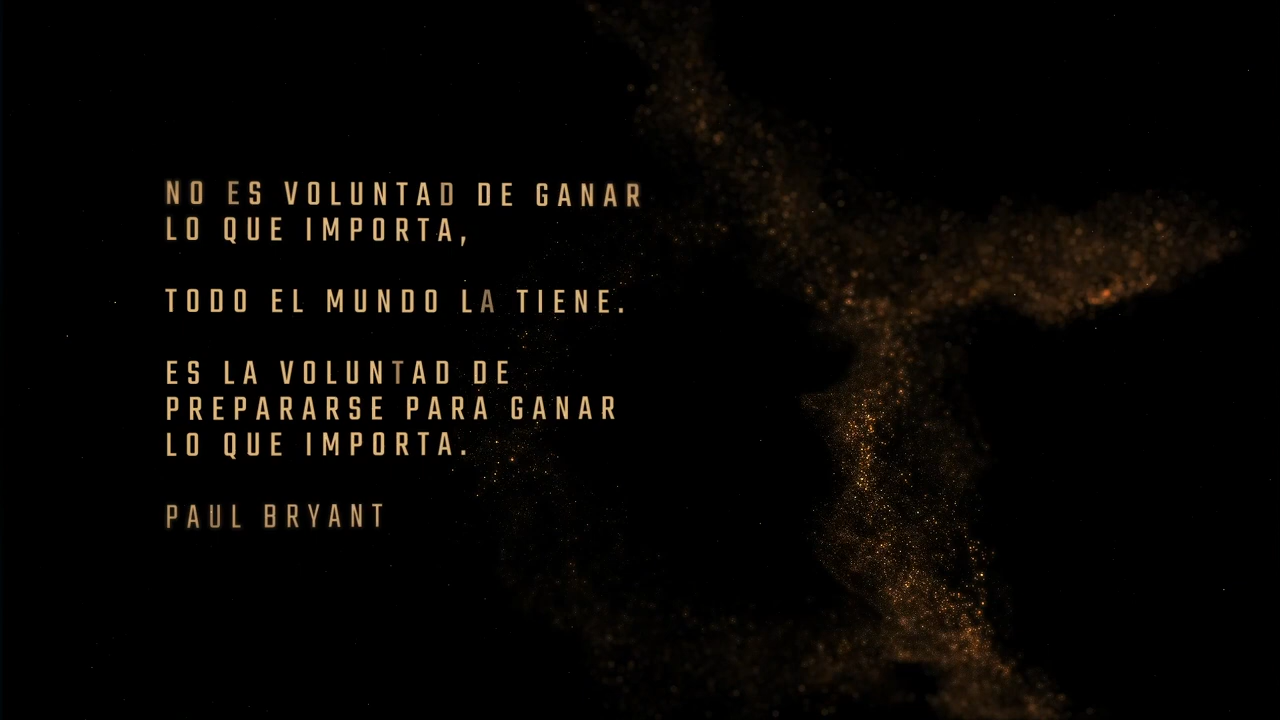 NO ES VOLUNTAD DE GANAR
LO QUE IMPORTA,
TODO EL MUNDO LA TIENE.
ES LA VOLUNTAD DE
PREPARARSE PARA GANAR
LO QUE IMPORTA.
PAUL BRYANT